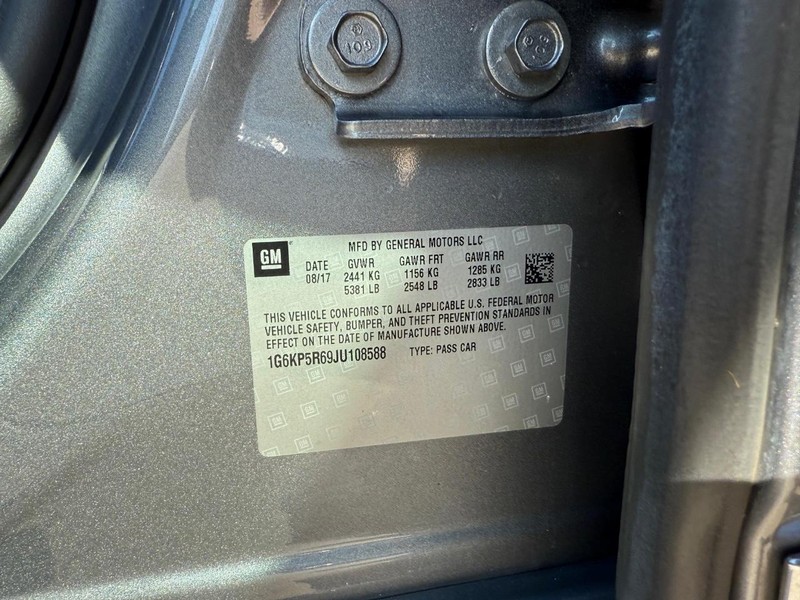 109
GM
MFD BY GENERAL MOTORS LLC
DATE GVWR GAWR FRT GAWR RR
08/17 2441 KG 1156 KG 1285 KG
5381 LB 2548 LB 2833 LB
THIS VEHICLE CONFORMS TO ALL APPLICABLE U.S. FEDERAL MOTOR
VEHICLE SAFETY, BUMPER, AND THEFT PREVENTION STANDARDS IN
EFFECT ON THE DATE OF MANUFACTURE SHOWN ABOVE.
1G6KP5R69JU108588 TYPE: PASS CAR